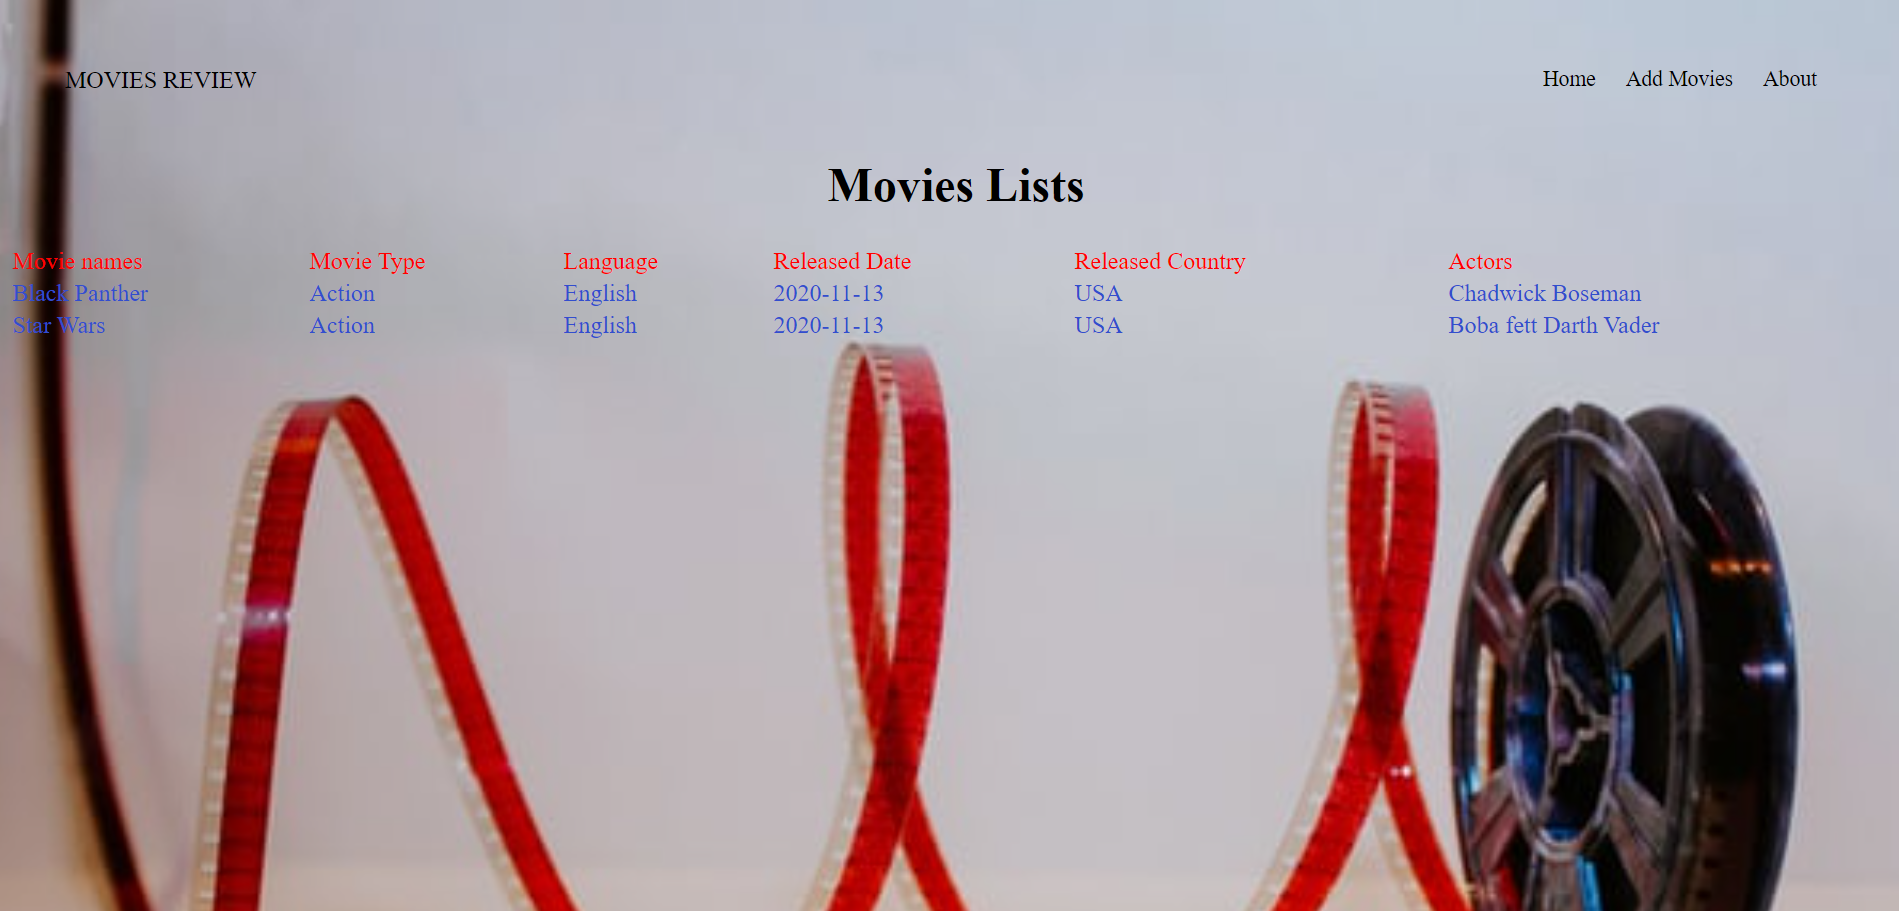 MOVIES REVIEW Home Add Movies About
Movies Lists
Movie names Movie Type Language Released Date Released Country Actors
Black Panther Action English 2020-11-13 USA Chadwick Boseman
Star Wars Action English 2020-11-13 USA Boba fett Darth Vader